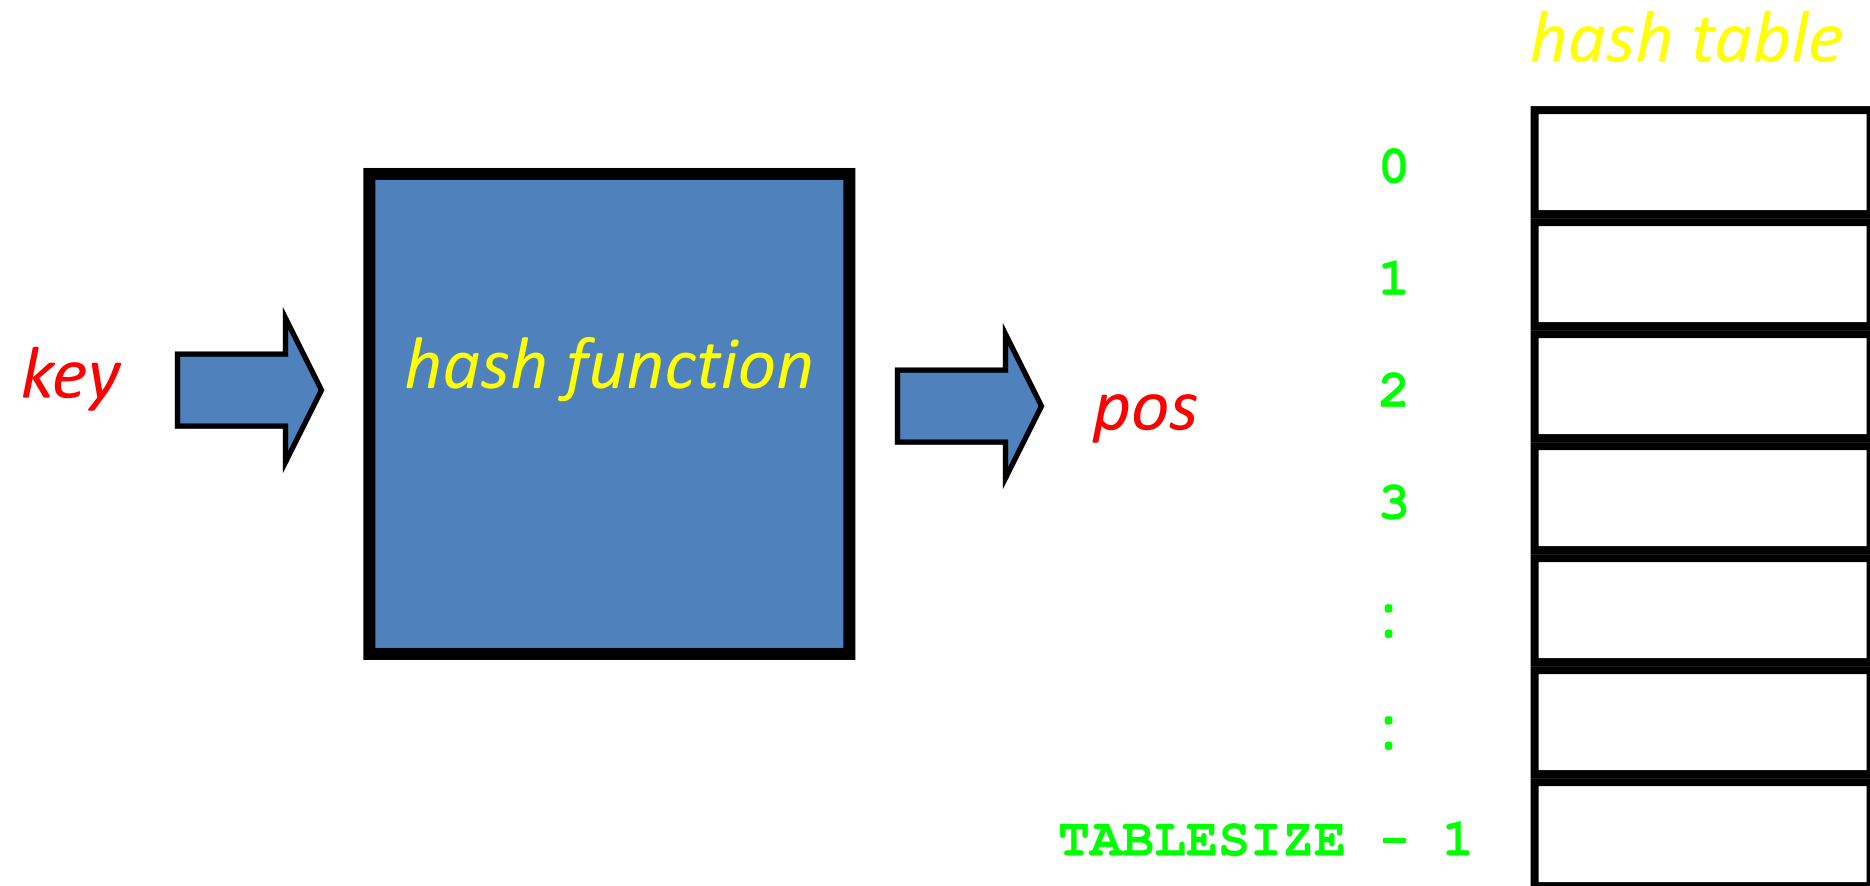 hash table
key
hash function
pos
0
1
2
3
:
:
TABLESIZE - 1